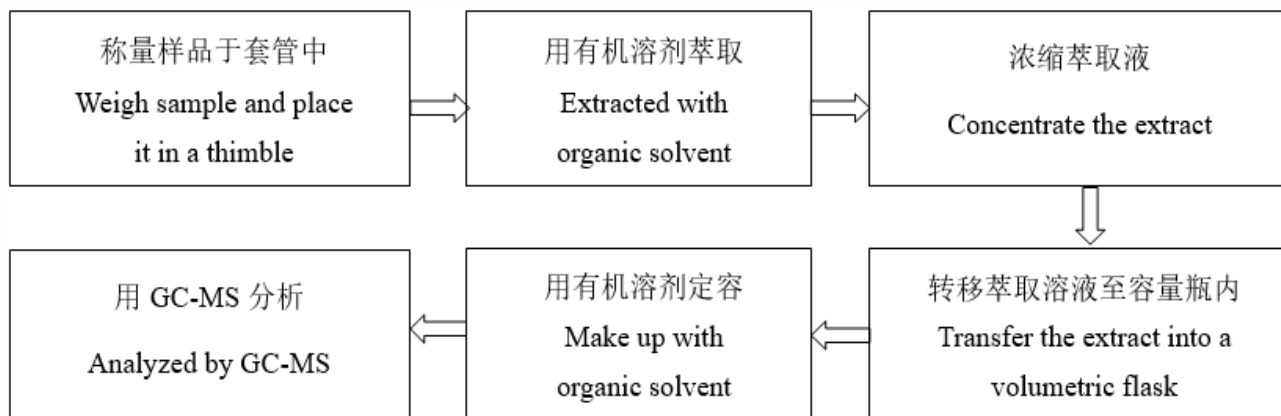 称量样品于套管中
Weigh sample and place
it in a thimble
用有机溶剂萃取
Extracted with
organic solvent
浓缩萃取液
Concentrate the extract
转移萃取溶液至容量瓶内
Transfer the extract into a
volumetric flask
用有机溶剂定容
Make up with
organic solvent
用 GC-MS 分析
Analyzed by GC-MS